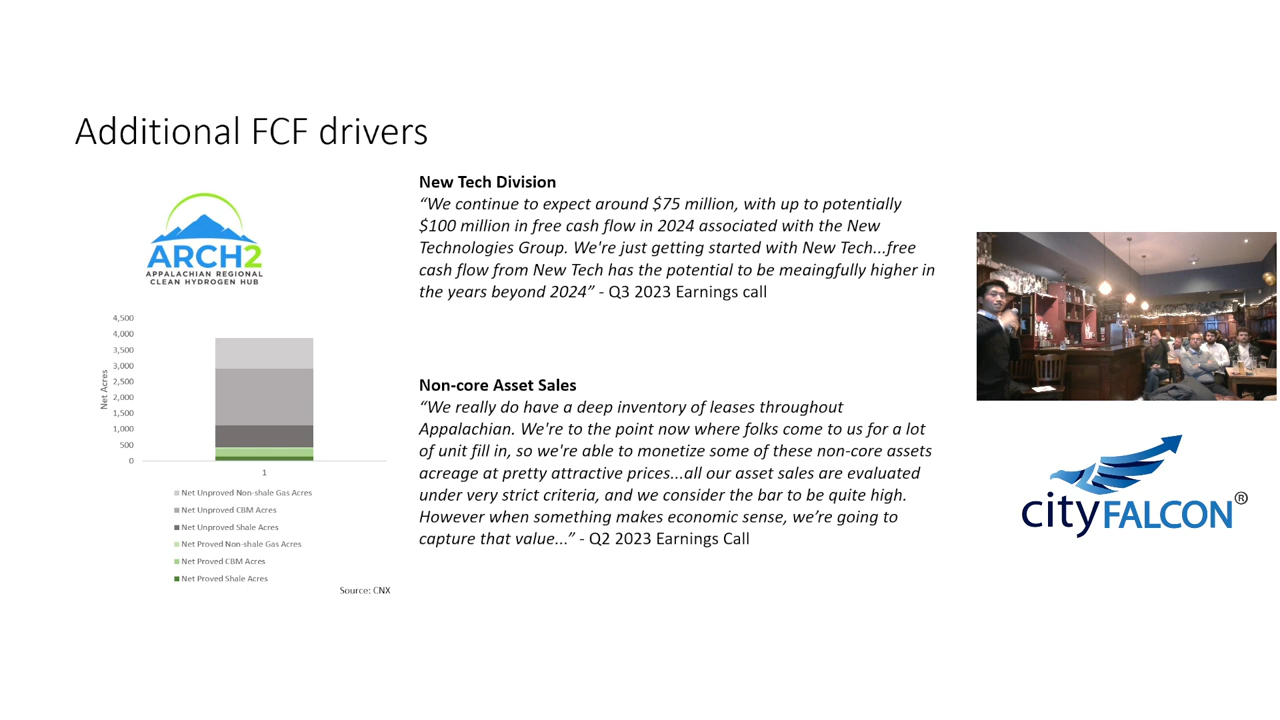 Additional FCF drivers
ARCH2
APPALACHIAN REGIONAL
CLEAN HYDROGEN HUB
4,500
4,000
3,500
3,000
2,500
2,000
1,500
1,000
500
0
Net Acres
1
Net Unproved Non-shale Gas Acres
Net Unproved CBM Acres
Net Unproved Shale Acres
Net Proved Non-shale Gas Acres
Net Proved CBM Acres
Net Proved Shale Acres
Source: CNX
New Tech Division
“We continue to expect around $75 million, with up to potentially
$100 million in free cash flow in 2024 associated with the New
Technologies Group. We're just getting started with New Tech...free
cash flow from New Tech has the potential to be meaingfully higher in
the years beyond 2024” - Q3 2023 Earnings call
Non-core Asset Sales
“We really do have a deep inventory of leases throughout
Appalachian. We're to the point now where folks come to us for a lot
of unit fill in, so we're able to monetize some of these non-core assets
acreage at pretty attractive prices...all our asset sales are evaluated
under very strict criteria, and we consider the bar to be quite high.
However when something makes economic sense, we’re going to
capture that value...” - Q2 2023 Earnings Call
cityFALCON®